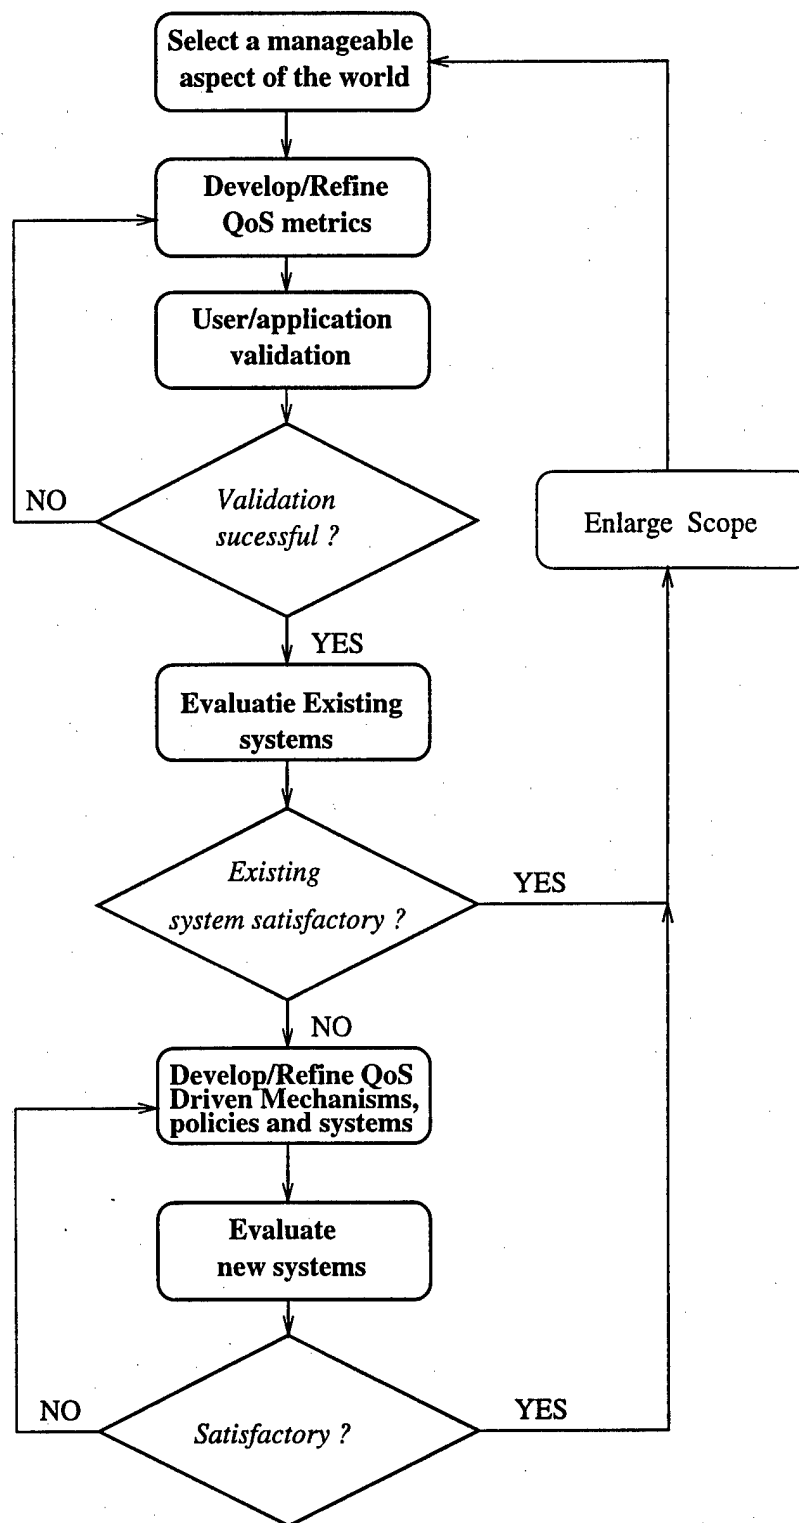 Select a manageable
aspect of the world
Develop/Refine
QoS metrics
User/application
validation
NO
Validation
sucessful ?
Enlarge Scope
YES
Evaluatie Existing
systems
Existing
system satisfactory ?
YES
NO
Develop/Refine QoS
Driven Mechanisms,
policies and systems
Evaluate
new systems
NO
Satisfactory ?
YES